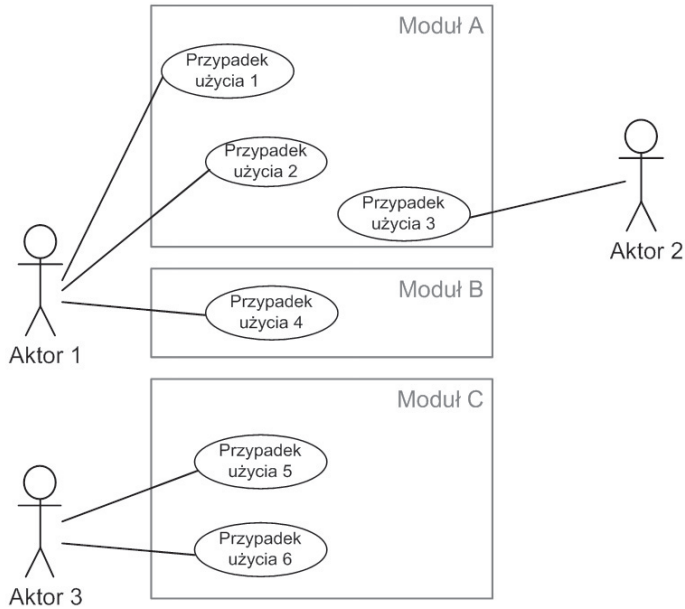 Moduł A
Przypadek
użycia 1
Przypadek
użycia 2
Przypadek
użycia 3
Aktor 2
Moduł B
Przypadek
użycia 4
Aktor 1
Moduł C
Przypadek
użycia 5
Przypadek
użycia 6
Aktor 3